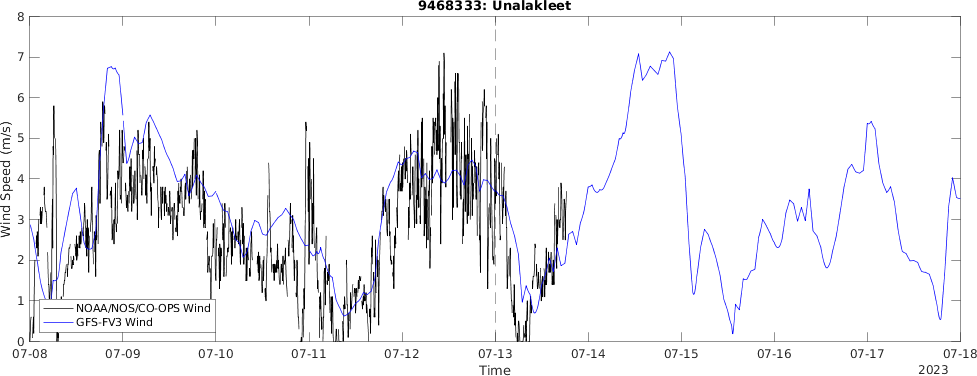 9468333: Unalakleet
8
7
6
5
4
3
2
1
0
Wind Speed (m/s)
NOAA/NOS/CO-OPS Wind
GFS-FV3 Wind
07-08 07-09 07-10 07-11 07-12 07-13 07-14 07-15 07-16 07-17 07-18
Time
2023